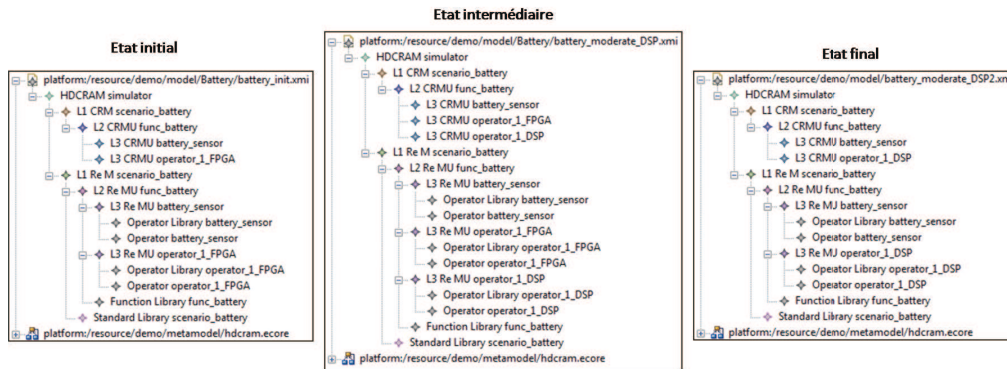 Etat initial
platform:/resource/demo/model/Battery/battery_init.xmi
HDCRAM simulator
L1 CRM scenario_battery
L2 CRMU func_battery
L3 CRMU battery_sensor
L3 CRMU operator_1_FPGA
L1 Re M scenario_battery
L2 Re MU func_battery
L3 Re MU battery_sensor
Operator Library battery_sensor
Operator battery_sensor
L3 Re MU operator_1_FPGA
Operator Library operator_1_FPGA
Operator operator_1_FPGA
Function Library func_battery
Standard Library scenario_battery
platform:/resource/demo/metamodel/hdcram.ecore
Etat intermédiaire
platform:/resource/demo/model/Battery/battery_moderate_DSP.xmi
HDCRAM simulator
L1 CRM scenario_battery
L2 CRMU func_battery
L3 CRMU battery_sensor
L3 CRMU operator_1_FPGA
L3 CRMU operator_1_DSP
L1 Re M scenario_battery
L2 Re MU func_battery
L3 Re MU battery_sensor
Operator Library battery_sensor
Operator battery_sensor
L3 Re MU operator_1_FPGA
Operator Library operator_1_FPGA
Operator operator_1_FPGA
L3 Re MU operator_1_DSP
Operator Library operator_1_DSP
Operator operator_1_DSP
Function Library func_battery
Standard Library scenario_battery
platform:/resource/demo/metamodel/hdcram.ecore
Etat final
platform:/resource/demo/model/battery_moderate_DSP2.xm
HDCRAM simulator
L1 CRM scenario_battery
L2 CRMU func_battery
L3 CRMU battery_sensor
L3 CRMU operator_1_DSP
L1 Re M scenario_battery
L2 Re MU func_battery
L3 Re MU battery_sensor
Operator Library battery_sensor
Operator battery_sensor
L3 Re MU operator_1_DSP
Operator Library operator_1_DSP
Operator operator_1_DSP
Function Library func_battery
Standard Library scenario_battery
platform:/resource/demo/metamodel/hdcram.ecore